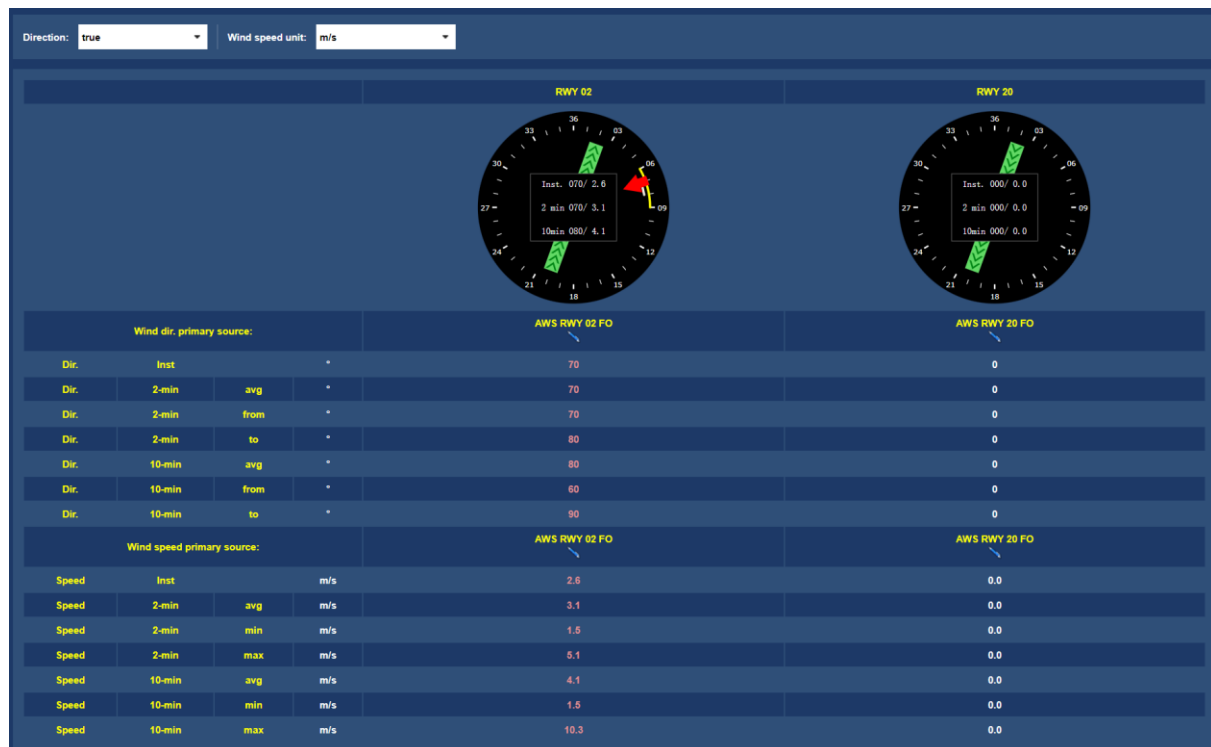 Direction: true Wind speed unit: m/s
RWY 02 RWY 20
36 36
33 03 33 03
30 06 30 06
Inst. 070/ 2.6 Inst. 000/ 0.0
27 2 min 070/ 3.1 09 27 2 min 000/ 0.0 09
10min 080/ 4.1 10min 000/ 0.0
24 12 24 12
21 15 21 15
18 18
Wind dir. primary source: AWS RWY 02 FO AWS RWY 20 FO
Dir. Inst ° 70 0
Dir. 2-min avg ° 70 0
Dir. 2-min from ° 70 0
Dir. 2-min to ° 80 0
Dir. 10-min avg ° 80 0
Dir. 10-min from ° 60 0
Dir. 10-min to ° 90 0
Wind speed primary source: AWS RWY 02 FO AWS RWY 20 FO
Speed Inst m/s 2.6 0.0
Speed 2-min avg m/s 3.1 0.0
Speed 2-min min m/s 1.5 0.0
Speed 2-min max m/s 5.1 0.0
Speed 10-min avg m/s 4.1 0.0
Speed 10-min min m/s 1.5 0.0
Speed 10-min max m/s 10.3 0.0